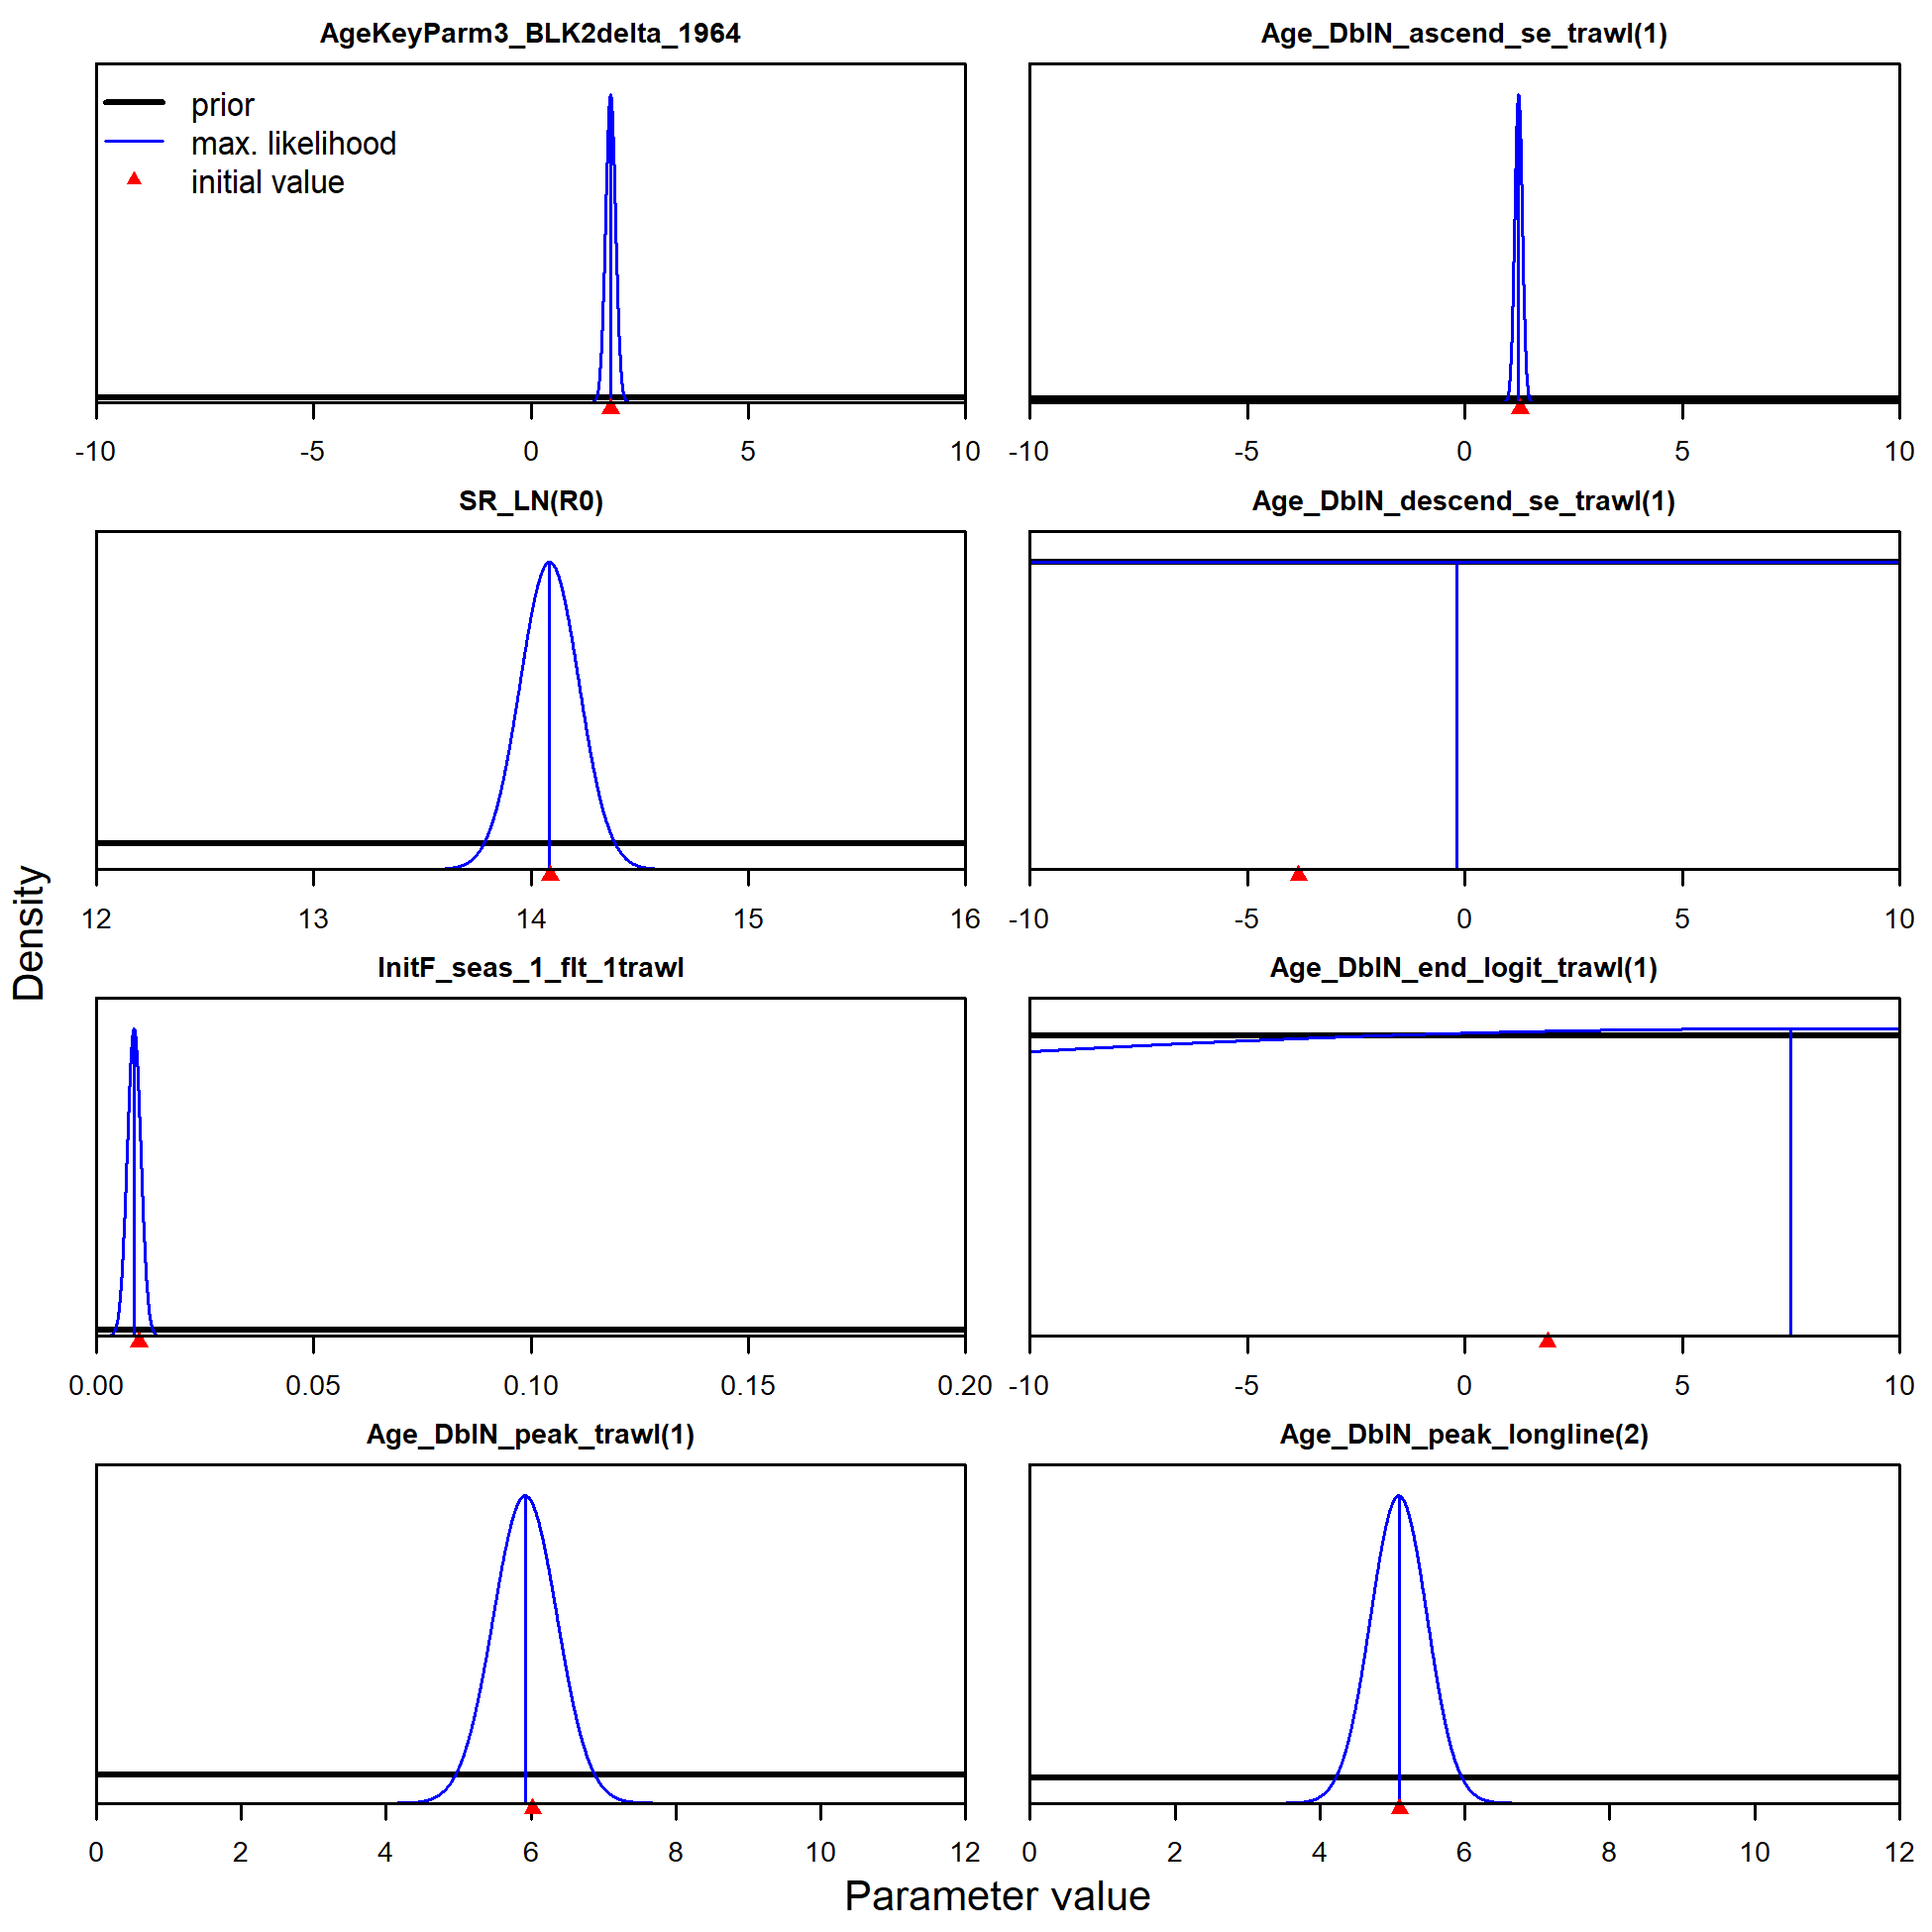 AgeKeyParm3_BLK2delta_1964
prior
max. likelihood
initial value
-10 -5 0 5 10
Age_DblN_ascend_se_trawl(1)
-10 -5 0 5 10
SR_LN(R0)
12 13 14 15 16
Age_DblN_descend_se_trawl(1)
-10 -5 0 5 10
InitF_seas_1_flt_1trawl
0.00 0.05 0.10 0.15 0.20
Age_DblN_end_logit_trawl(1)
-10 -5 0 5 10
Age_DblN_peak_trawl(1)
0 2 4 6 8 10 12
Age_DblN_peak_longline(2)
0 2 4 6 8 10 12
Density
Parameter value